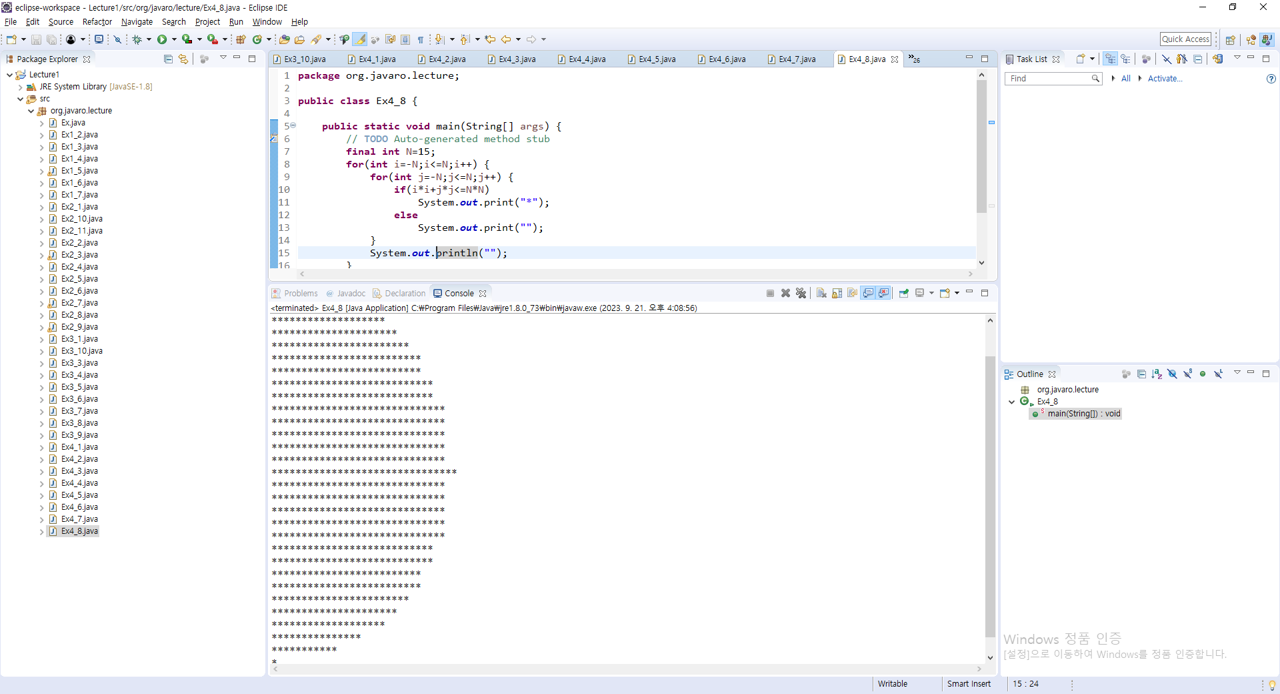 eclipse-workspace - Lecture1/src/org/javaro/lecture/Ex4_8.java - Eclipse IDE
File Edit Source Refactor Navigate Search Project Run Window Help
Quick Access
Package Explorer
Lecture1
JRE System Library [JavaSE-1.8]
src
org.javaro.lecture
Ex.java
Ex1_2.java
Ex1_3.java
Ex1_4.java
Ex1_5.java
Ex1_6.java
Ex1_7.java
Ex2_1.java
Ex2_10.java
Ex2_11.java
Ex2_2.java
Ex2_3.java
Ex2_4.java
Ex2_5.java
Ex2_6.java
Ex2_7.java
Ex2_8.java
Ex2_9.java
Ex3_1.java
Ex3_10.java
Ex3_3.java
Ex3_4.java
Ex3_5.java
Ex3_6.java
Ex3_7.java
Ex3_8.java
Ex3_9.java
Ex4_1.java
Ex4_2.java
Ex4_3.java
Ex4_4.java
Ex4_5.java
Ex4_6.java
Ex4_7.java
Ex4_8.java
Ex3_10.java Ex4_1.java Ex4_2.java Ex4_3.java Ex4_4.java Ex4_5.java Ex4_6.java Ex4_7.java Ex4_8.java »26
1 package org.javaro.lecture;
2
3 public class Ex4_8 {
4
5 public static void main(String[] args) {
6 // TODO Auto-generated method stub
7 final int N=15;
8 for(int i=-N;i<=N;i++) {
9 for(int j=-N;j<=N;j++) {
10 if(i*i+j*j<=N*N)
11 System.out.print("*");
12 else
13 System.out.print("");
14 }
15 System.out.println("");
16 }
Problems Javadoc Declaration Console
<terminated> Ex4_8 [Java Application] C:₩Program Files₩Java₩jre1.8.0_73₩bin₩javaw.exe (2023. 9. 21. 오후 4:08:56)
*******************
*********************
***********************
*************************
*************************
***************************
***************************
*****************************
*****************************
*****************************
*****************************
*****************************
*******************************
*****************************
*****************************
*****************************
*****************************
*****************************
***************************
***************************
*************************
*************************
***********************
*********************
*******************
***************
***********
*
Task List
Find All Activate...
Outline
org.javaro.lecture
Ex4_8
main(String[]) : void
Windows 정품 인증
[설정]으로 이동하여 Windows를 정품 인증합니다.
Writable Smart Insert 15 : 24